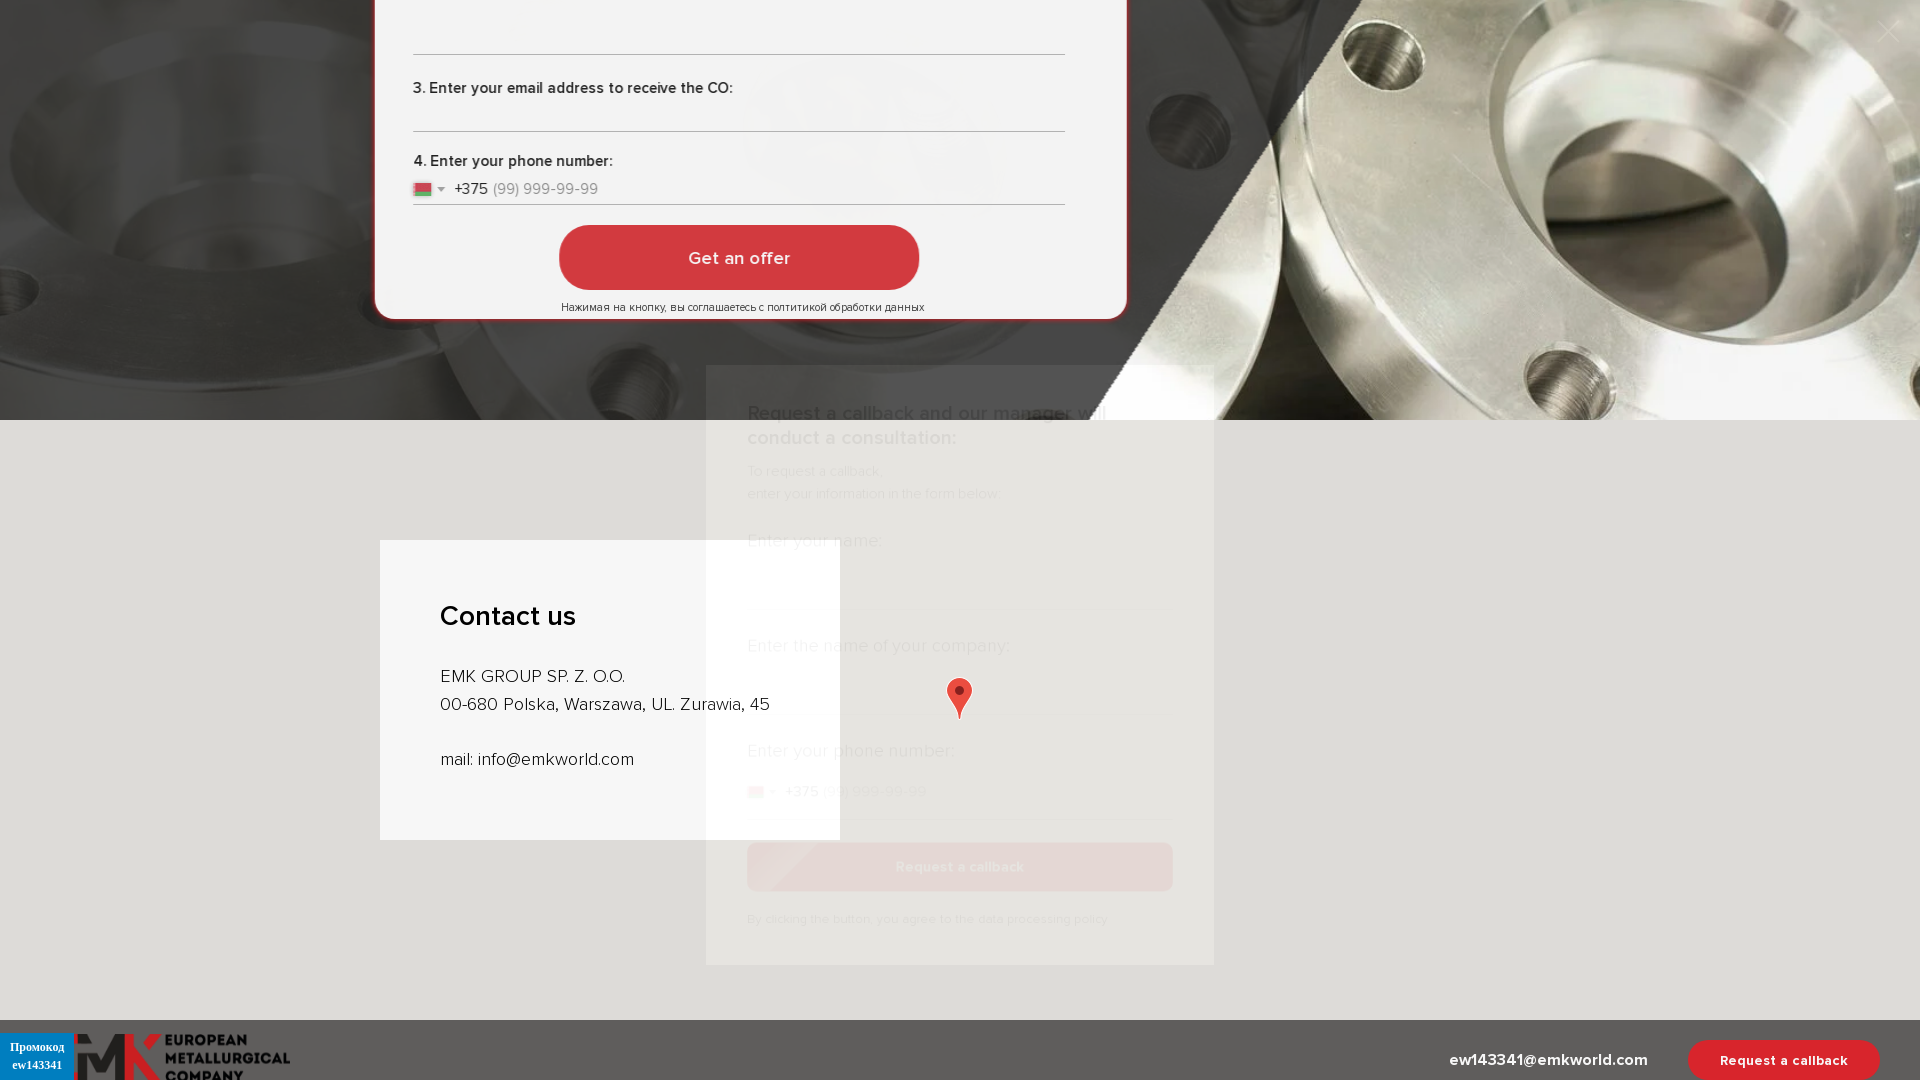 3. Enter your email address to receive the CO:
4. Enter your phone number:
+375 (99) 999-99-99
Get an offer
Нажимая на кнопку, вы соглашаетесь с полтитикой обработки данных
Request a callback and our manager will
conduct a consultation:
To request a callback,
enter your information in the form below:
Enter your name:
Contact us
Enter the name of your company:
EMK GROUP SP. Z. O.O.
00-680 Polska, Warszawa, UL. Zurawia, 45
Enter your phone number:
mail: info@emkworld.com
+375 (99) 999-99-99
Request a callback
By clicking the button, you agree to the data processing policy
Промокод
ew143341
EMK EUROPEAN
METALLURGICAL
COMPANY
ew143341@emkworld.com
Request a callback